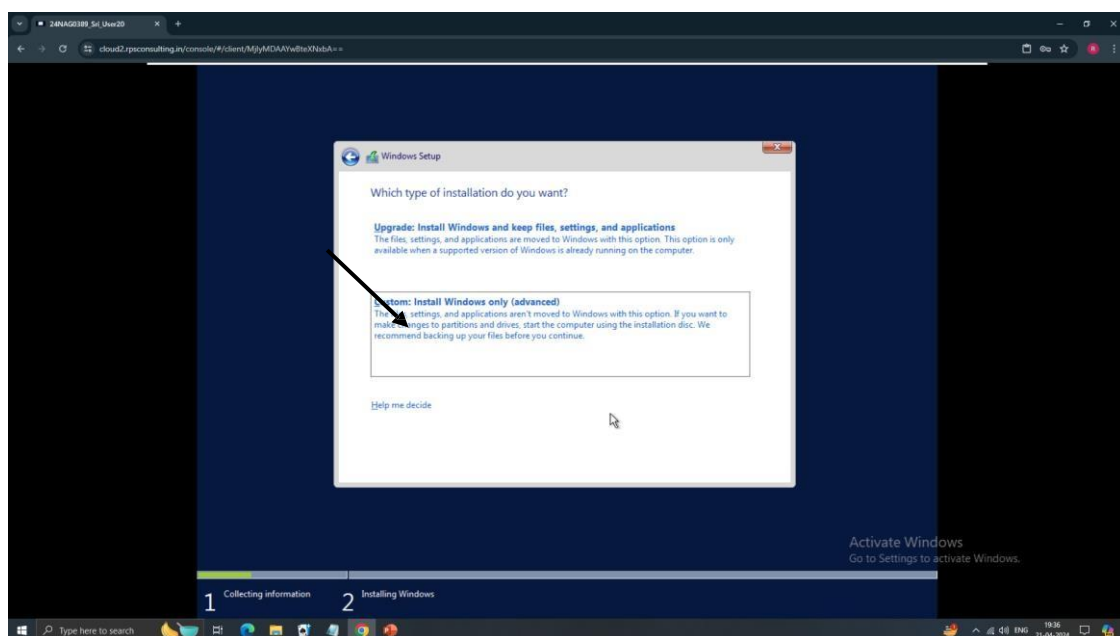 24NAG0389_Sri_User20
cloud2.rpsconsulting.in/console/#/client/MjIyMDAAYwBteXNxbA==
Windows Setup
Which type of installation do you want?
Upgrade: Install Windows and keep files, settings, and applications
The files, settings, and applications are moved to Windows with this option. This option is only
available when a supported version of Windows is already running on the computer.
Custom: Install Windows only (advanced)
The settings, and applications aren't moved to Windows with this option. If you want to
make changes to partitions and drives, start the computer using the installation disc. We
recommend backing up your files before you continue.
Help me decide
Activate Windows
Go to Settings to activate Windows.
1 Collecting information
2 Installing Windows
Type here to search
ENG
19:36
21-04-2024